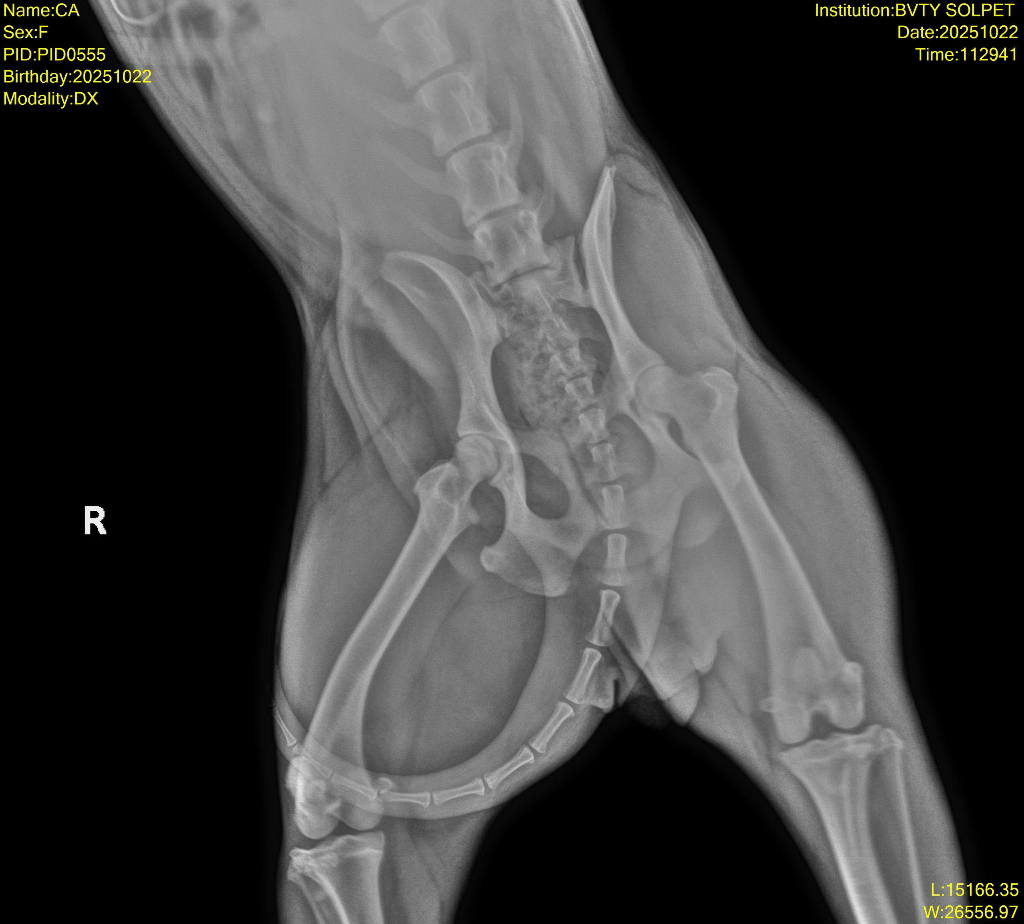 Name:CA
Sex:F
PID:PID0555
Birthday:20251022
Modality:DX
Institution:BVTY SOLPET
Date:20251022
Time:112941
R
L:15166.35
W:26556.97